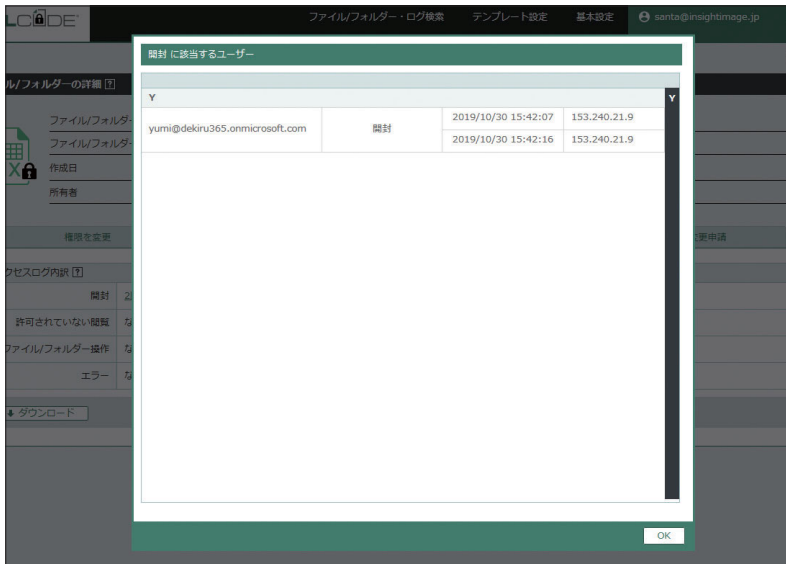 LCODE
ファイル/フォルダー・ログ検索 テンプレート設定 基本設定 santa@insightimage.jp
開封 に該当するユーザー
ル/フォルダーの詳細 ?
Y Y
ファイル/フォルダ
yumi@dekiru365.onmicrosoft.com 開封 2019/10/30 15:42:07 153.240.21.9
2019/10/30 15:42:16 153.240.21.9
ファイル/フォルダ
X
作成日
所有者
権限を変更 変更申請
クセスログ内訳 ?
開封 2
許可されていない閲覧 な
ファイル/フォルダー操作 な
エラー な
ダウンロード
OK